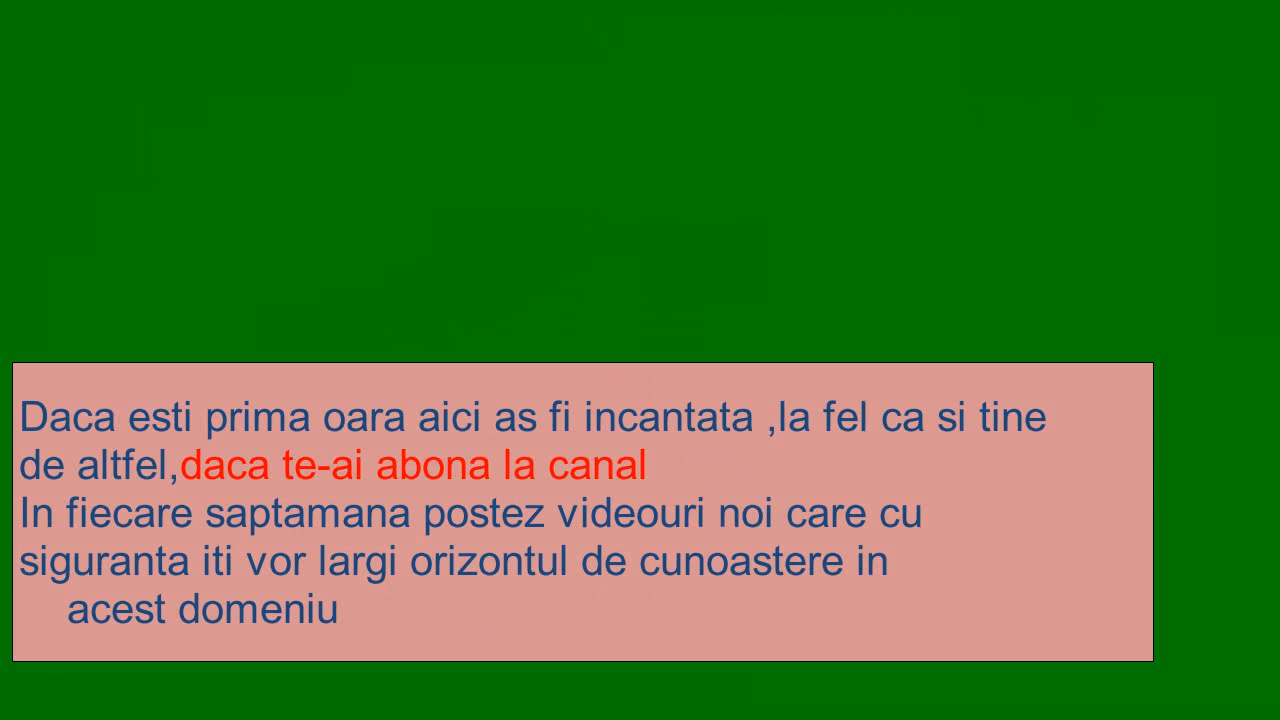 Daca esti prima oara aici as fi incantata ,la fel ca si tine
de altfel,daca te-ai abona la canal
In fiecare saptamana postez videouri noi care cu
siguranta iti vor largi orizontul de cunoastere in
acest domeniu